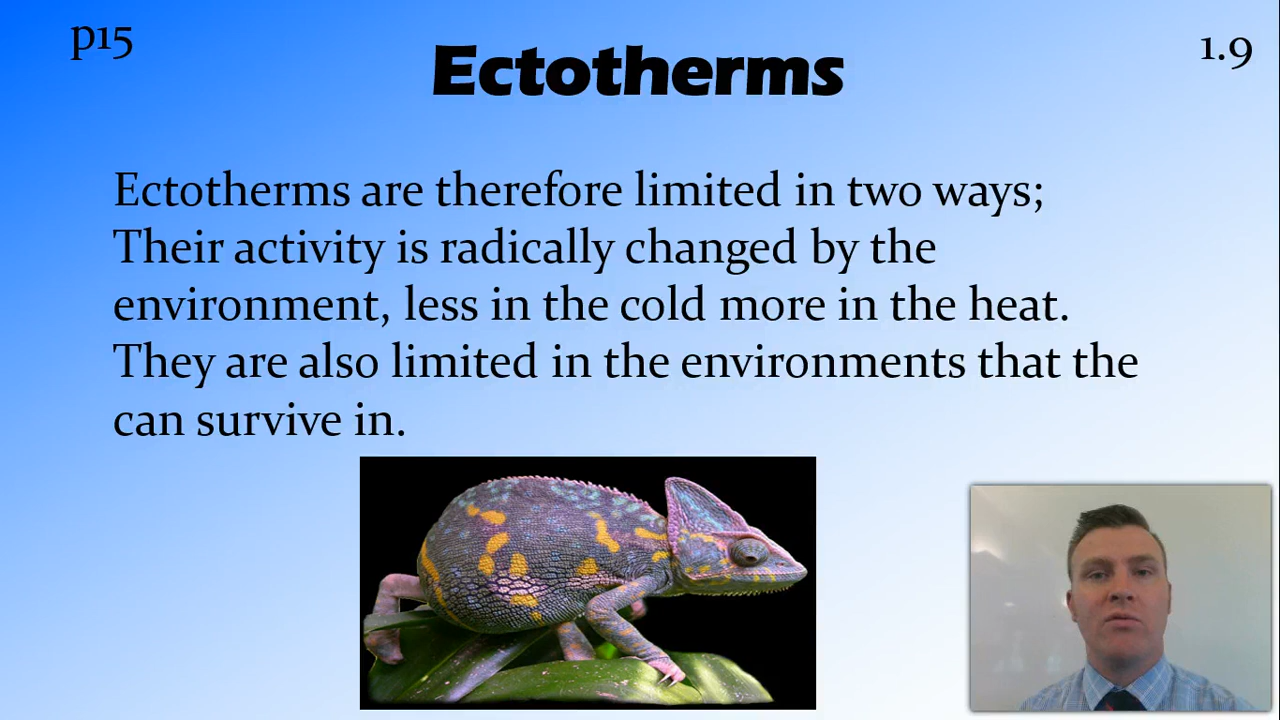 p15
1.9
Ectotherms
Ectotherms are therefore limited in two ways;
Their activity is radically changed by the
environment, less in the cold more in the heat.
They are also limited in the environments that the
can survive in.